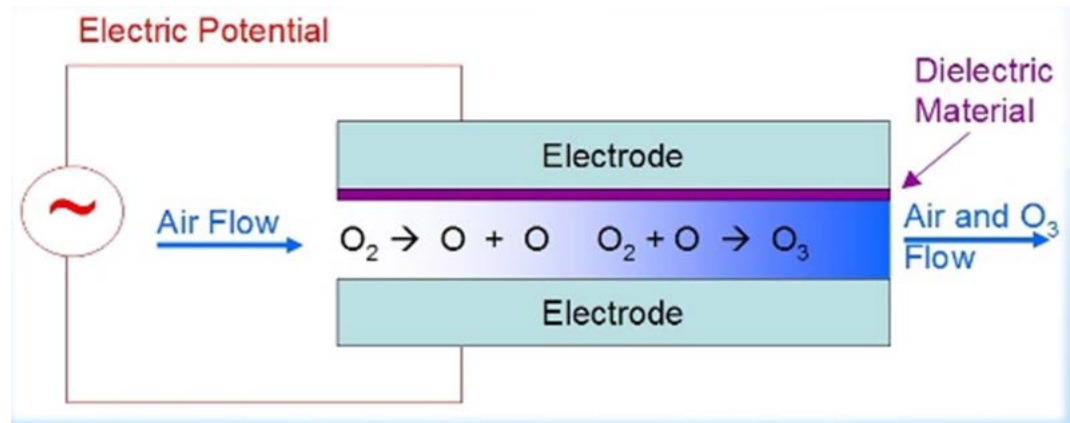 Electric Potential
Dielectric
Material
Electrode
~
Air Flow
O₂ → O + O O₂ + O → O₃
Air and O₃
Flow
Electrode